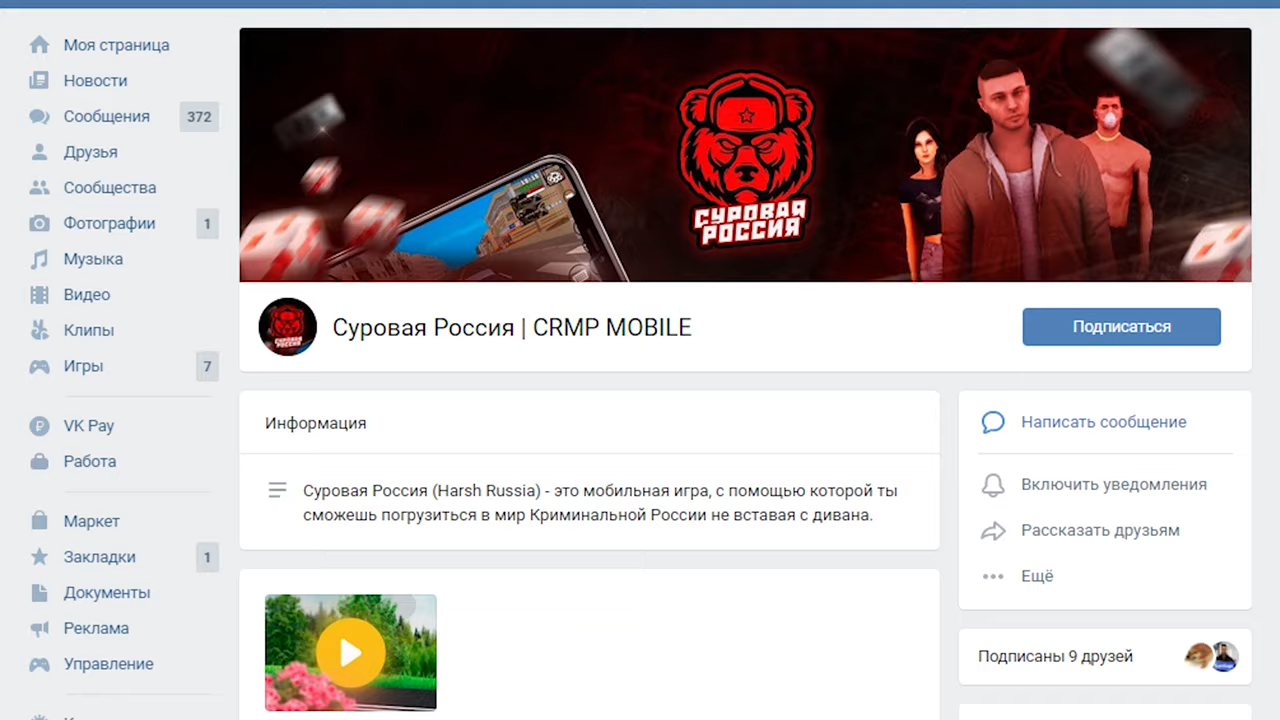 Моя страница
Новости
Сообщения 372
Друзья
Сообщества
Фотографии 1
Музыка
Видео
Клипы
Игры 7
VK Pay
Работа
Маркет
Закладки 1
Документы
Реклама
Управление
СУРОВАЯ
РОССИЯ
Суровая Россия | CRMP MOBILE
Подписаться
Информация
Суровая Россия (Harsh Russia) - это мобильная игра, с помощью которой ты
сможешь погрузиться в мир Криминальной России не вставая с дивана.
Написать сообщение
Включить уведомления
Рассказать друзьям
Ещё
Подписаны 9 друзей